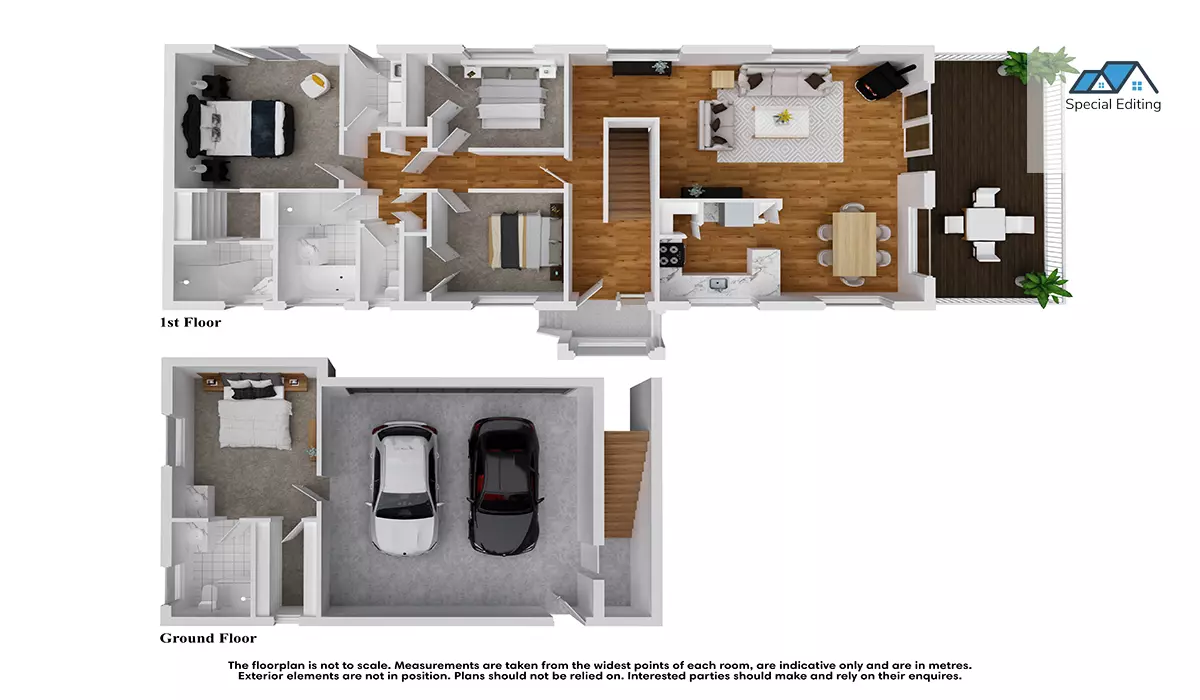 Special Editing
1st Floor
Ground Floor
The floorplan is not to scale. Measurements are taken from the widest points of each room, are indicative only and are in metres.
Exterior elements are not in position. Plans should not be relied on. Interested parties should make and rely on their enquires.